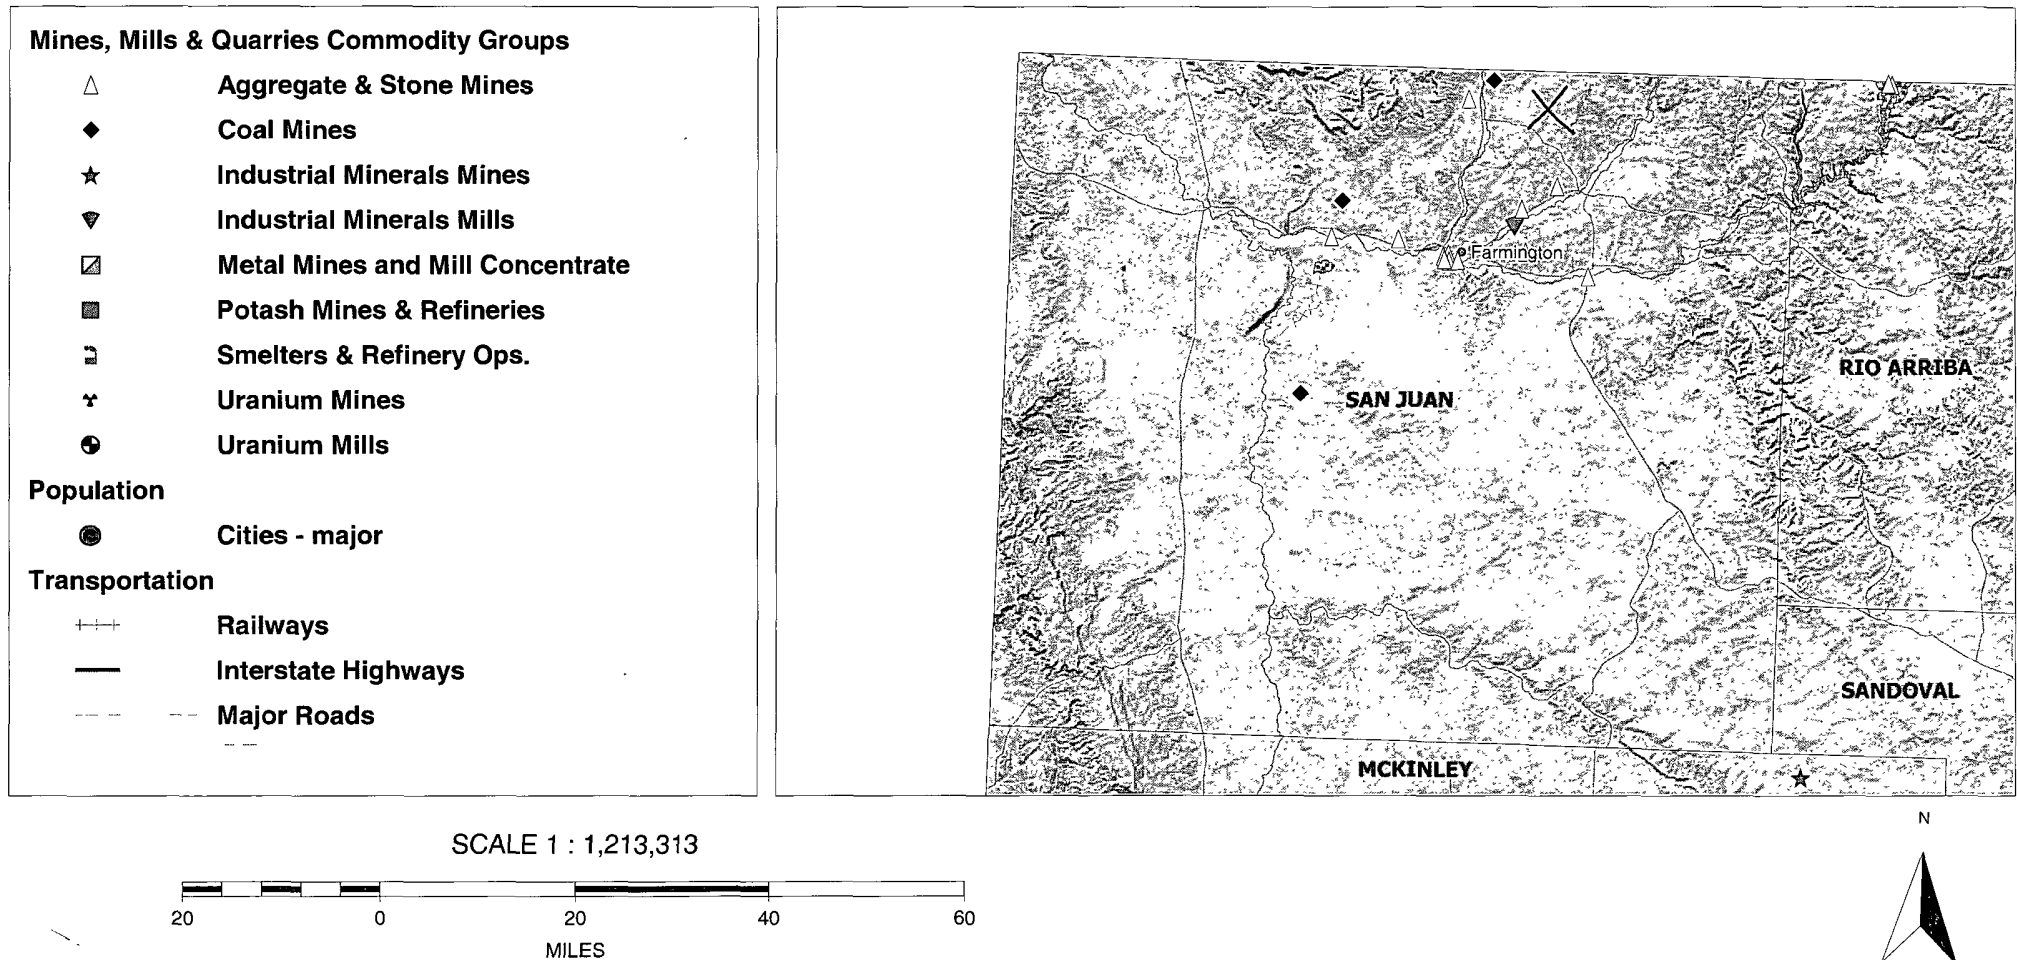 Mines, Mills & Quarries Commodity Groups
Aggregate & Stone Mines
Coal Mines
Industrial Minerals Mines
Industrial Minerals Mills
Metal Mines and Mill Concentrate
Potash Mines & Refineries
Smelters & Refinery Ops.
Uranium Mines
Uranium Mills
Population
Cities - major
Transportation
Railways
Interstate Highways
Major Roads
Farmington
RIO ARRIBA
SAN JUAN
SANDOVAL
MCKINLEY
SCALE 1 : 1,213,313
20 0 20 40 60
MILES
N